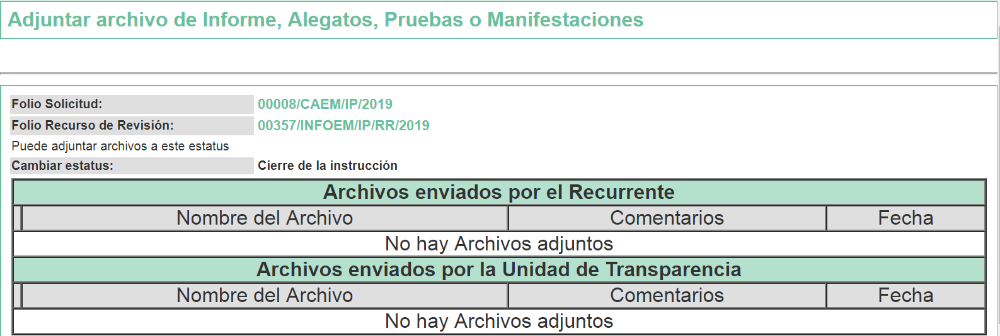 Adjuntar archivo de Informe, Alegatos, Pruebas o Manifestaciones
Folio Solicitud: 00008/CAEM/IP/2019
Folio Recurso de Revisión: 00357/INFOEM/IP/RR/2019
Puede adjuntar archivos a este estatus
Cambiar estatus: Cierre de la instrucción
Archivos enviados por el Recurrente
Nombre del Archivo Comentarios Fecha
No hay Archivos adjuntos
Archivos enviados por la Unidad de Transparencia
Nombre del Archivo Comentarios Fecha
No hay Archivos adjuntos